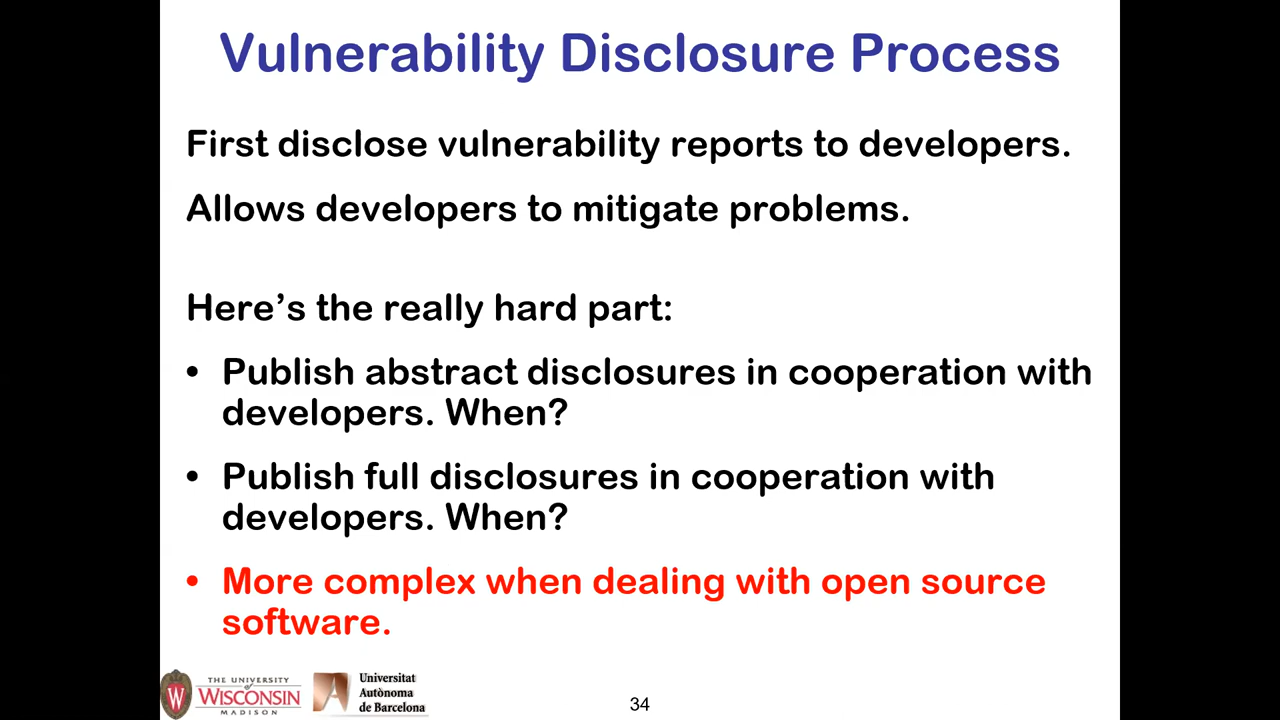 Vulnerability Disclosure Process
First disclose vulnerability reports to developers.
Allows developers to mitigate problems.
Here’s the really hard part:
• Publish abstract disclosures in cooperation with
developers. When?
• Publish full disclosures in cooperation with
developers. When?
• More complex when dealing with open source
software.
W
THE UNIVERSITY
of
WISCONSIN
MADISON
Universitat
Autònoma
de Barcelona
34